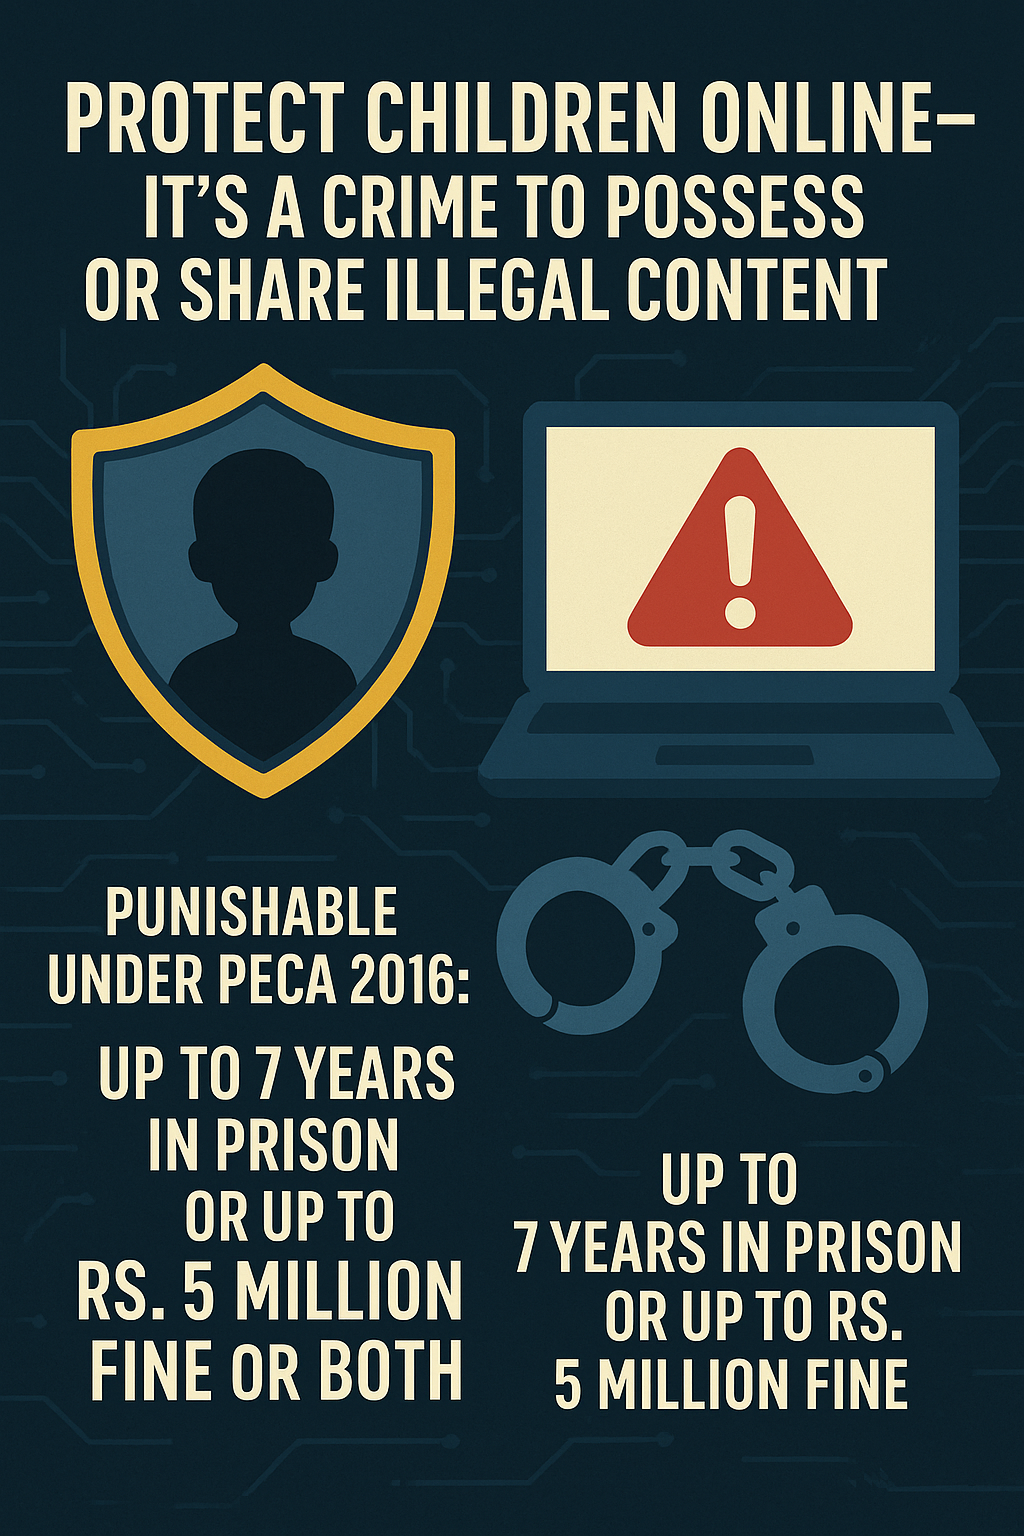 PROTECT CHILDREN ONLINE–
IT'S A CRIME TO POSSESS
OR SHARE ILLEGAL CONTENT
PUNISHABLE
UNDER PECA 2016:
UP TO 7 YEARS
IN PRISON
OR UP TO
RS. 5 MILLION
FINE OR BOTH
UP TO
7 YEARS IN PRISON
OR UP TO RS.
5 MILLION FINE